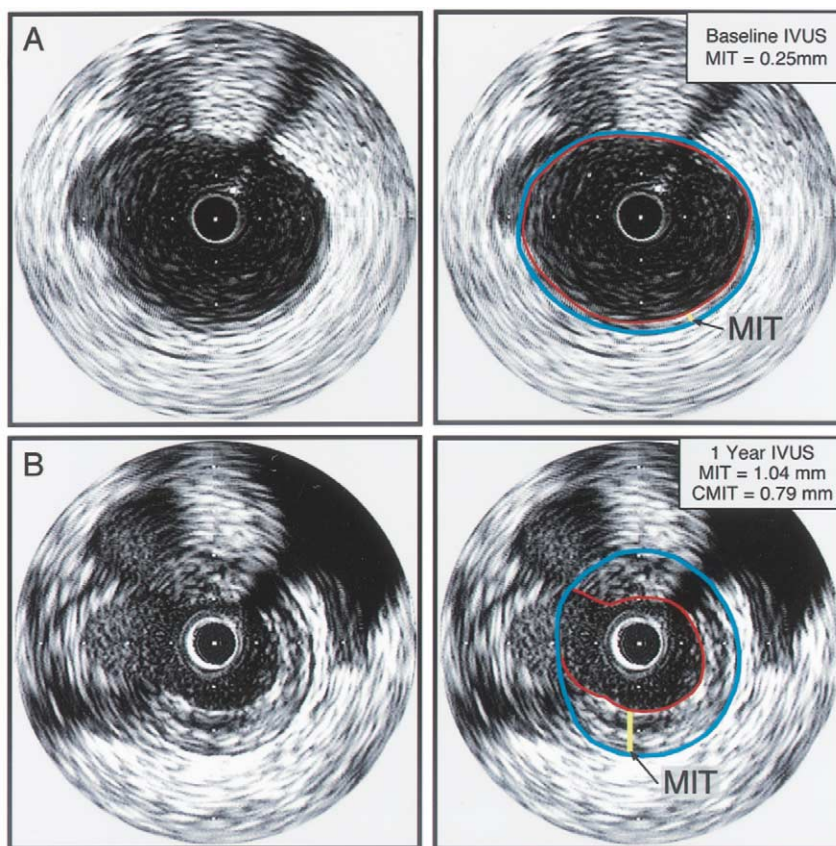 A
Baseline IVUS
MIT = 0.25mm
MIT
B
1 Year IVUS
MIT = 1.04 mm
CMIT = 0.79 mm
MIT